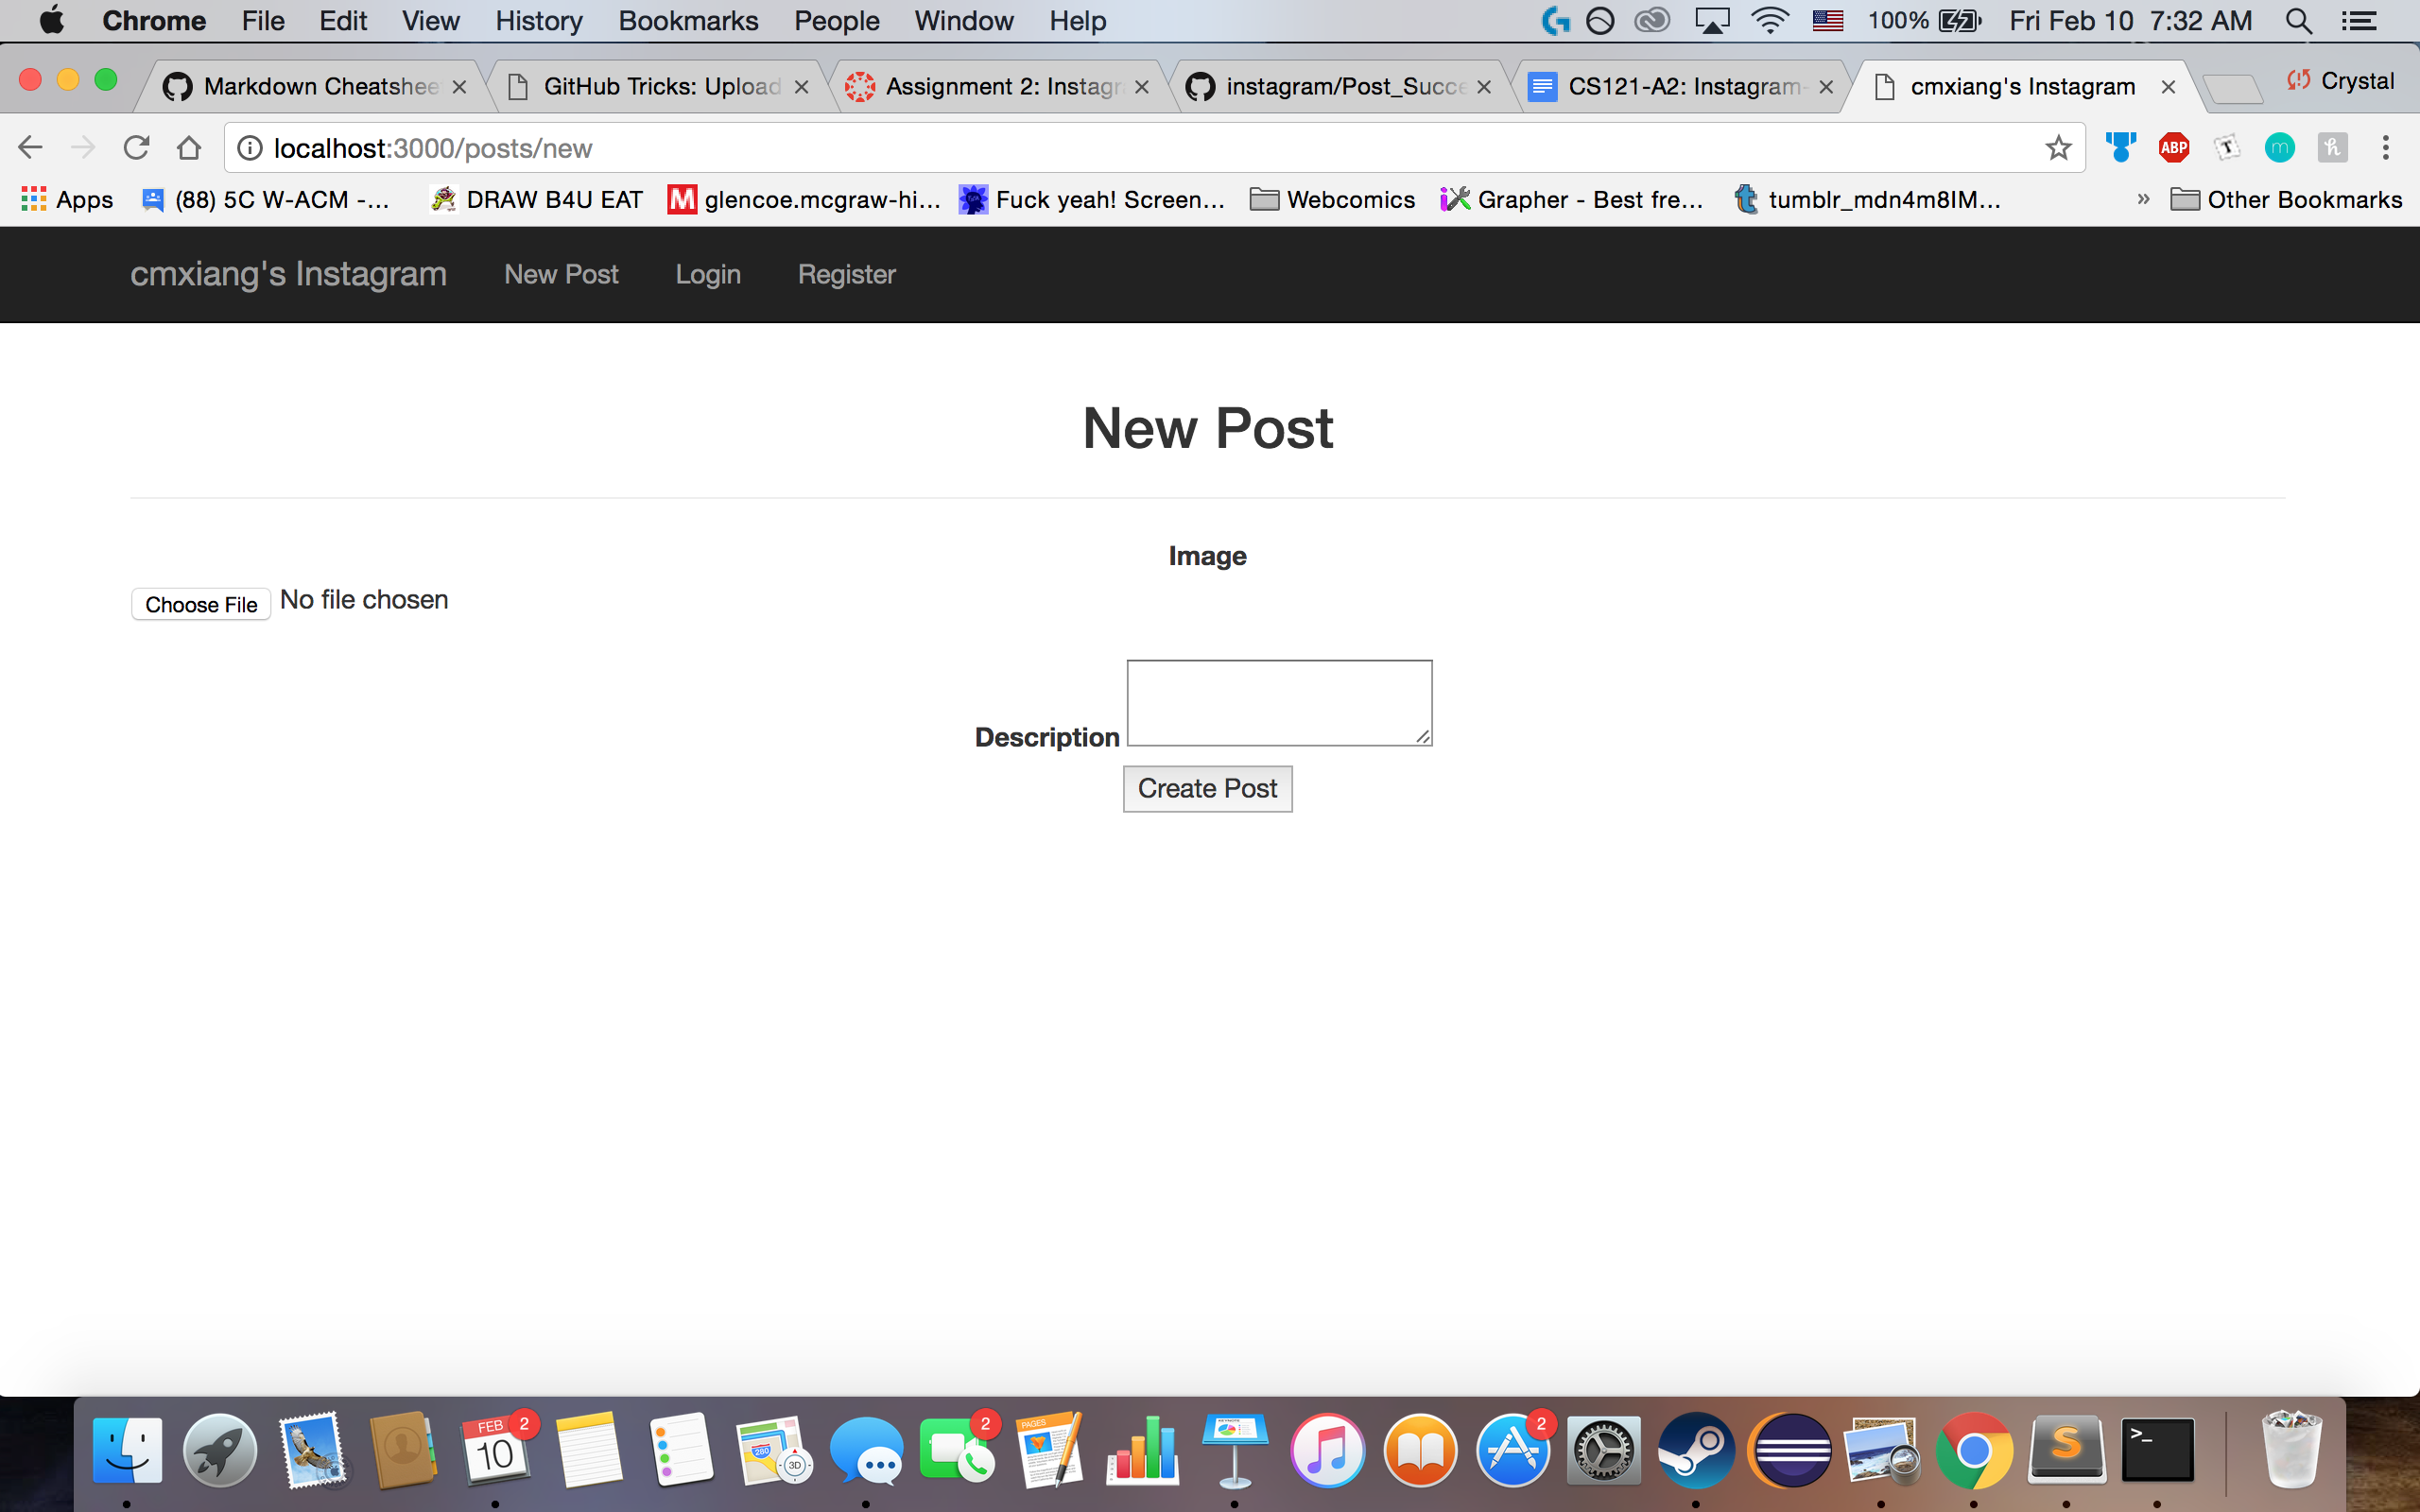 Chrome File Edit View History Bookmarks People Window Help 100% Fri Feb 10 7:32 AM
Markdown Cheatshee GitHub Tricks: Upload Assignment 2: Instagr instagram/Post_Succe CS121-A2: Instagram- cmxiang's Instagram Crystal
localhost:3000/posts/new ABP T m h
Apps (88) 5C W-ACM -... DRAW B4U EAT M glencoe.mcgraw-hi... Fuck yeah! Screen... Webcomics Grapher - Best fre... t tumblr_mdn4m8IM... » Other Bookmarks
cmxiang's Instagram New Post Login Register
New Post
Image
Choose File No file chosen
Description
Create Post
FEB 2 2 PAGES 2
10 280 3D S >_